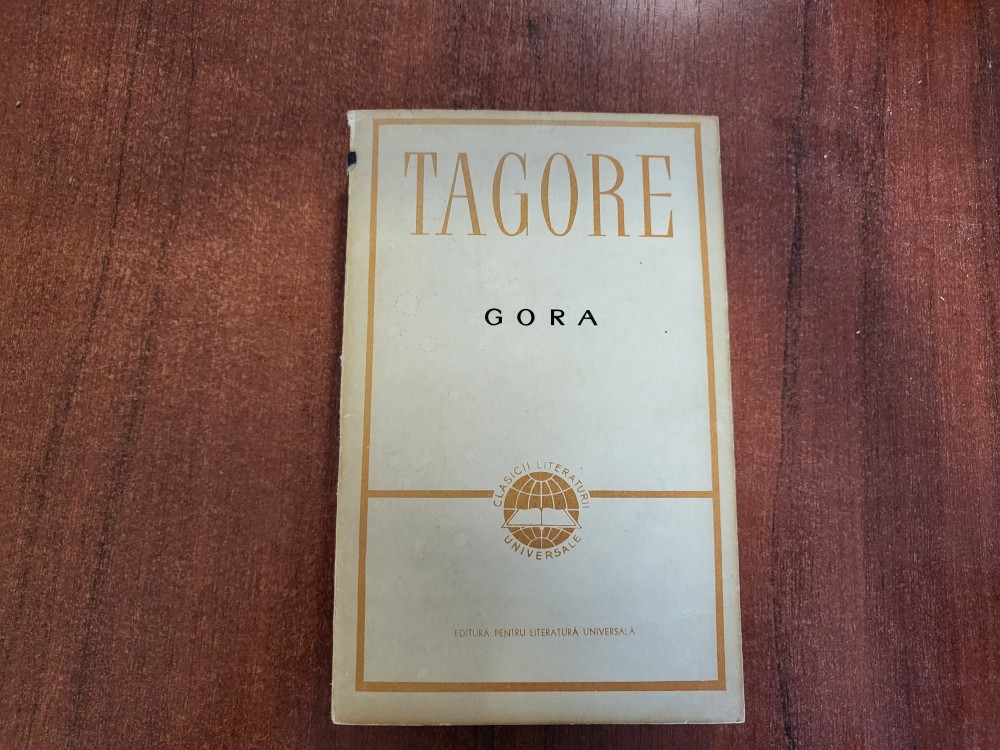 TAGORE
GORA
CLASICII LITERATURII
UNIVERSALE
EDITURA PENTRU LITERATURĂ UNIVERSALĂ